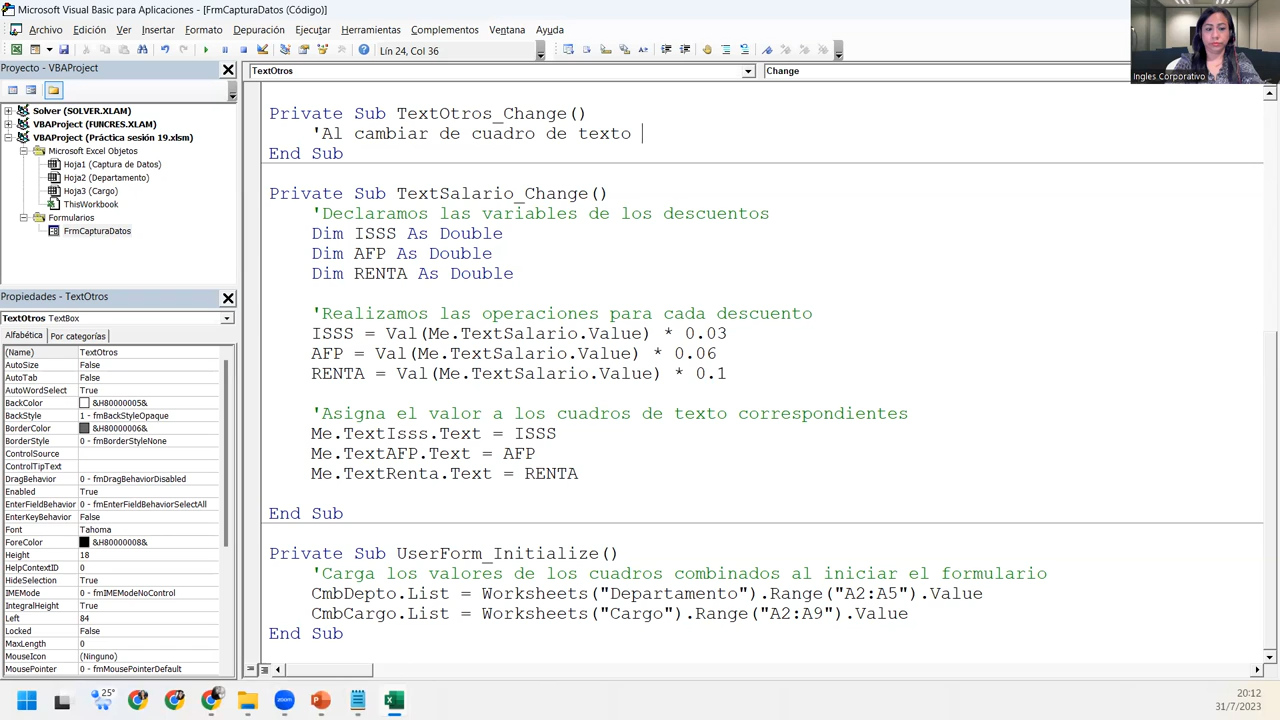 Microsoft Visual Basic para Aplicaciones - [FrmCapturaDatos (Código)]
Archivo Edición Ver Insertar Formato Depuración Ejecutar Herramientas Complementos Ventana Ayuda
Lín 24, Col 36
Ingles Corporativo
Proyecto - VBAProject
Solver (SOLVER.XLAM)
VBAProject (FUNCRES.XLAM)
VBAProject (Práctica sesión 19.xlsm)
Microsoft Excel Objetos
Hoja1 (Captura de Datos)
Hoja2 (Departamento)
Hoja3 (Cargo)
ThisWorkbook
Formularios
FrmCapturaDatos
Propiedades - TextOtros
TextOtros TextBox
Alfabética Por categorías
(Name) TextOtros
AutoSize False
AutoTab False
AutoWordSelect True
BackColor &H80000005&
BackStyle 1 - fmBackStyleOpaque
BorderColor &H80000006&
BorderStyle 0 - fmBorderStyleNone
ControlSource
ControlTipText
DragBehavior 0 - fmDragBehaviorDisabled
Enabled True
EnterFieldBehavior 0 - fmEnterFieldBehaviorSelectAll
EnterKeyBehavior False
Font Tahoma
ForeColor &H80000008&
Height 18
HelpContextID 0
HideSelection True
IMEMode 0 - fmIMEModeNoControl
IntegralHeight True
Left 84
Locked False
MaxLength 0
MouseIcon (Ninguno)
MousePointer 0 - fmMousePointerDefault
TextOtros Change
Private Sub TextOtros_Change()
'Al cambiar de cuadro de texto
End Sub
Private Sub TextSalario_Change()
'Declaramos las variables de los descuentos
Dim ISSS As Double
Dim AFP As Double
Dim RENTA As Double
'Realizamos las operaciones para cada descuento
ISSS = Val(Me.TextSalario.Value) * 0.03
AFP = Val(Me.TextSalario.Value) * 0.06
RENTA = Val(Me.TextSalario.Value) * 0.1
'Asigna el valor a los cuadros de texto correspondientes
Me.TextIsss.Text = ISSS
Me.TextAFP.Text = AFP
Me.TextRenta.Text = RENTA
End Sub
Private Sub UserForm_Initialize()
'Carga los valores de los cuadros combinados al iniciar el formulario
CmbDepto.List = Worksheets("Departamento").Range("A2:A5").Value
CmbCargo.List = Worksheets("Cargo").Range("A2:A9").Value
End Sub
25°
zoom
20:12
31/7/2023